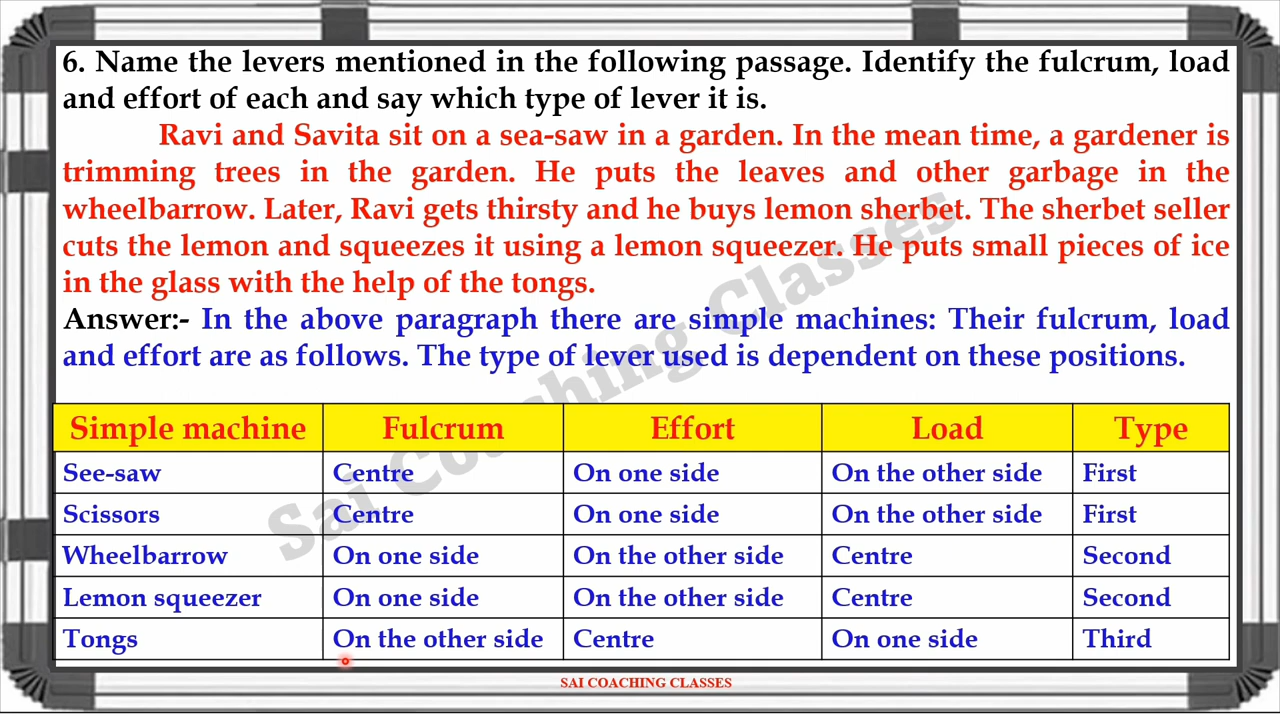 6. Name the levers mentioned in the following passage. Identify the fulcrum, load
and effort of each and say which type of lever it is.
Ravi and Savita sit on a sea-saw in a garden. In the mean time, a gardener is
trimming trees in the garden. He puts the leaves and other garbage in the
wheelbarrow. Later, Ravi gets thirsty and he buys lemon sherbet. The sherbet seller
cuts the lemon and squeezes it using a lemon squeezer. He puts small pieces of ice
in the glass with the help of the tongs.
Answer:- In the above paragraph there are simple machines: Their fulcrum, load
and effort are as follows. The type of lever used is dependent on these positions.
Simple machine Fulcrum Effort Load Type
See-saw Centre On one side On the other side First
Scissors Centre On one side On the other side First
Wheelbarrow On one side On the other side Centre Second
Lemon squeezer On one side On the other side Centre Second
Tongs On the other side Centre On one side Third
Sai Coaching Classes
SAI COACHING CLASSES